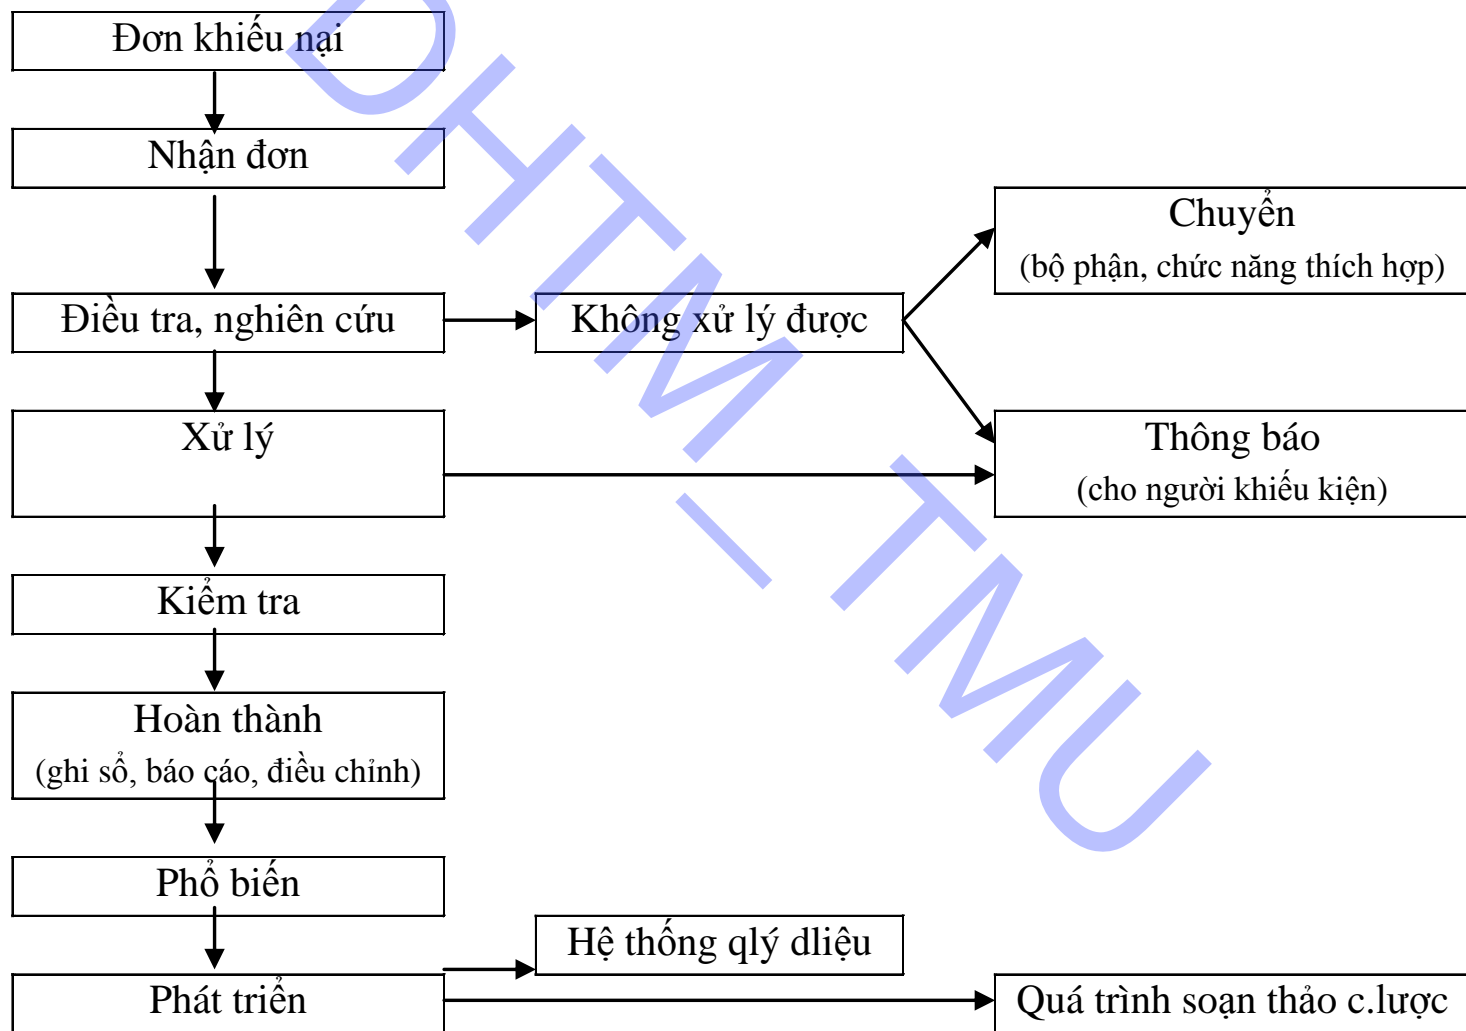 Đơn khiếu nại
Nhận đơn
Chuyển
(bộ phận, chức năng thích hợp)
Điều tra, nghiên cứu
Không xử lý được
Xử lý
Thông báo
(cho người khiếu kiện)
Kiểm tra
Hoàn thành
(ghi sổ, báo cáo, điều chỉnh)
Phổ biến
Hệ thống qlý dliệu
Phát triển
Quá trình soạn thảo c.lược
DHTM_TMU